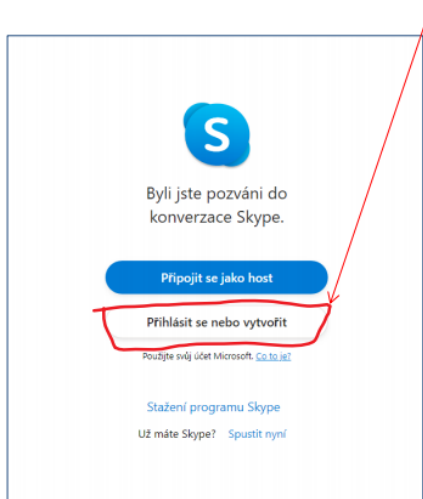 S
Byli jste pozváni do
konverzace Skype.
Připojit se jako host
Přihlásit se nebo vytvořit
Použijte svůj účet Microsoft. Co to je?
Stažení programu Skype
Už máte Skype? Spustit nyní